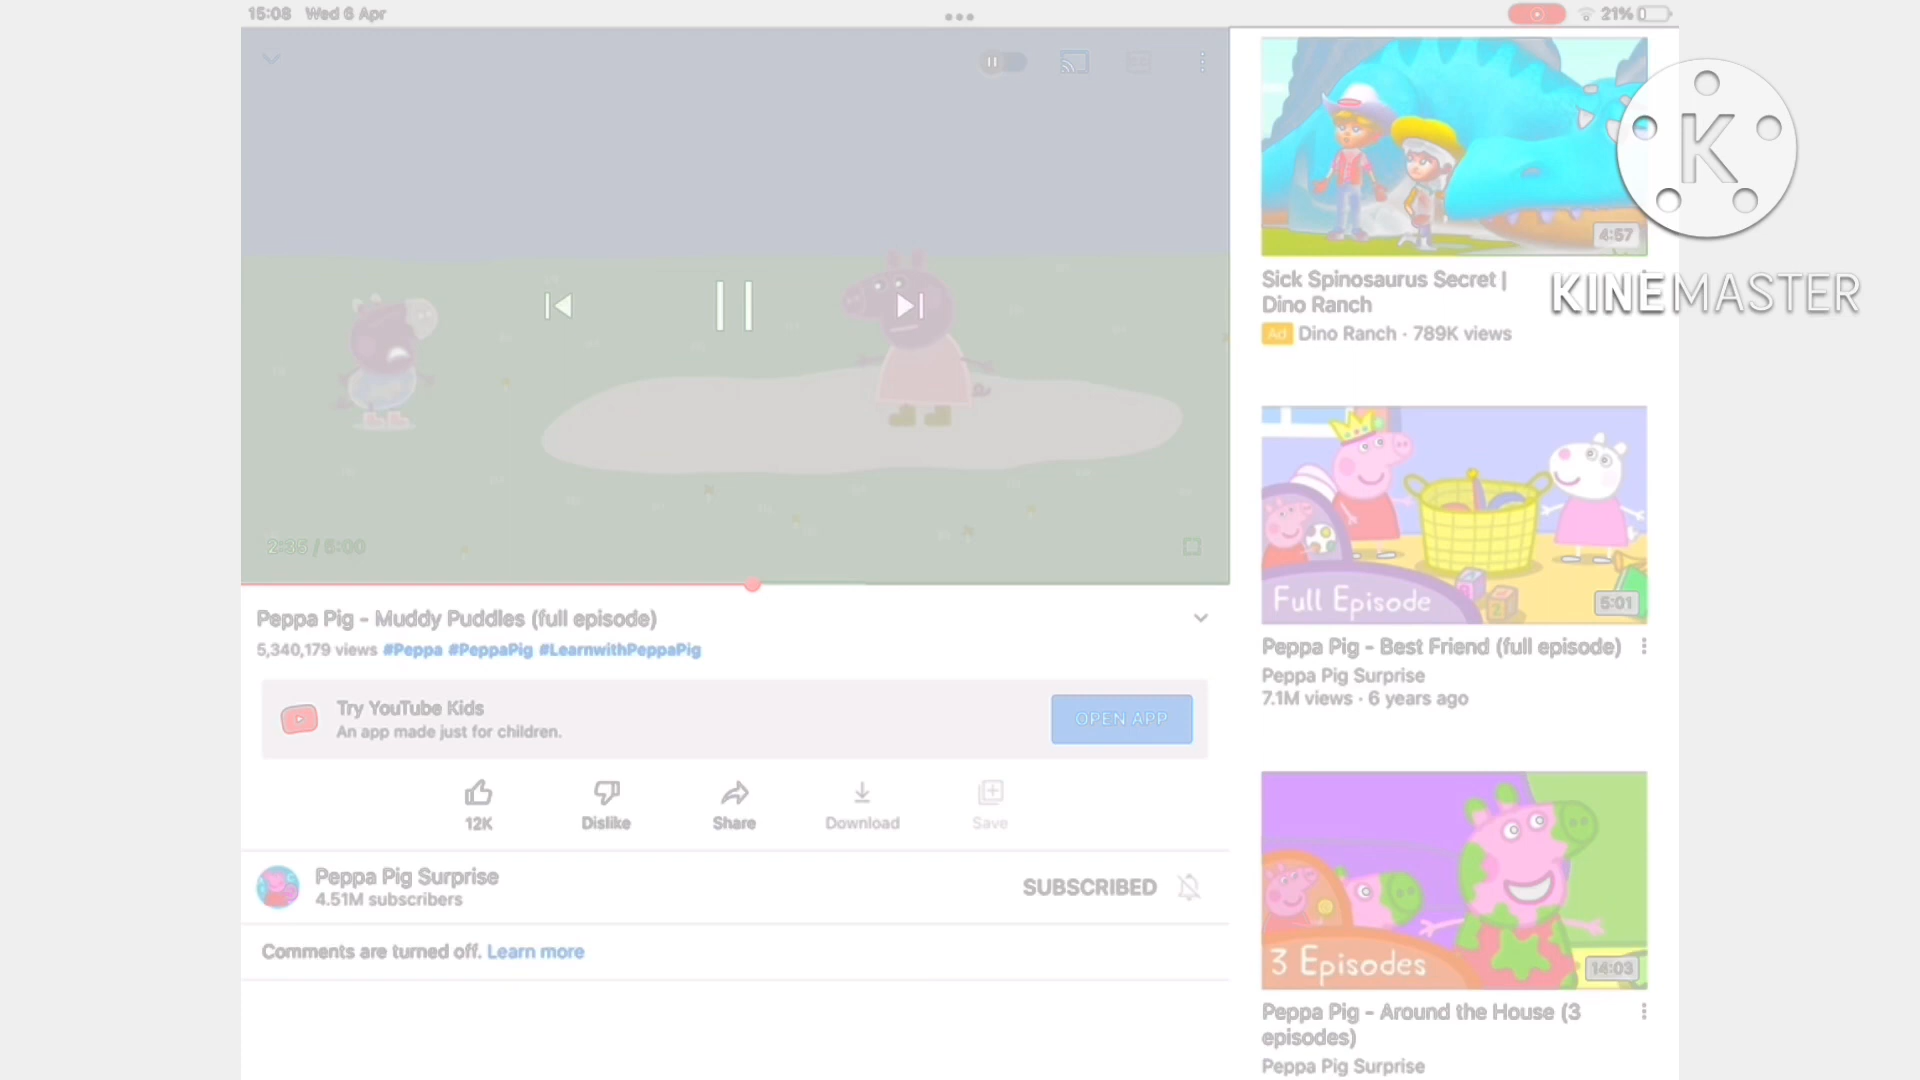 15:08 Wed 6 Apr
21%
2:35 / 5:00
Peppa Pig - Muddy Puddles (full episode)
5,340,179 views #Peppa #PeppaPig #LearnwithPeppaPig
Try YouTube Kids
An app made just for children.
OPEN APP
12K
Dislike
Share
Download
Save
Peppa Pig Surprise
4.51M subscribers
SUBSCRIBED
Comments are turned off. Learn more
4:57
Sick Spinosaurus Secret |
Dino Ranch
Ad Dino Ranch · 789K views
K
KINEMASTER
Full Episode
5:01
Peppa Pig - Best Friend (full episode)
Peppa Pig Surprise
7.1M views · 6 years ago
3 Episodes
14:03
Peppa Pig - Around the House (3
episodes)
Peppa Pig Surprise